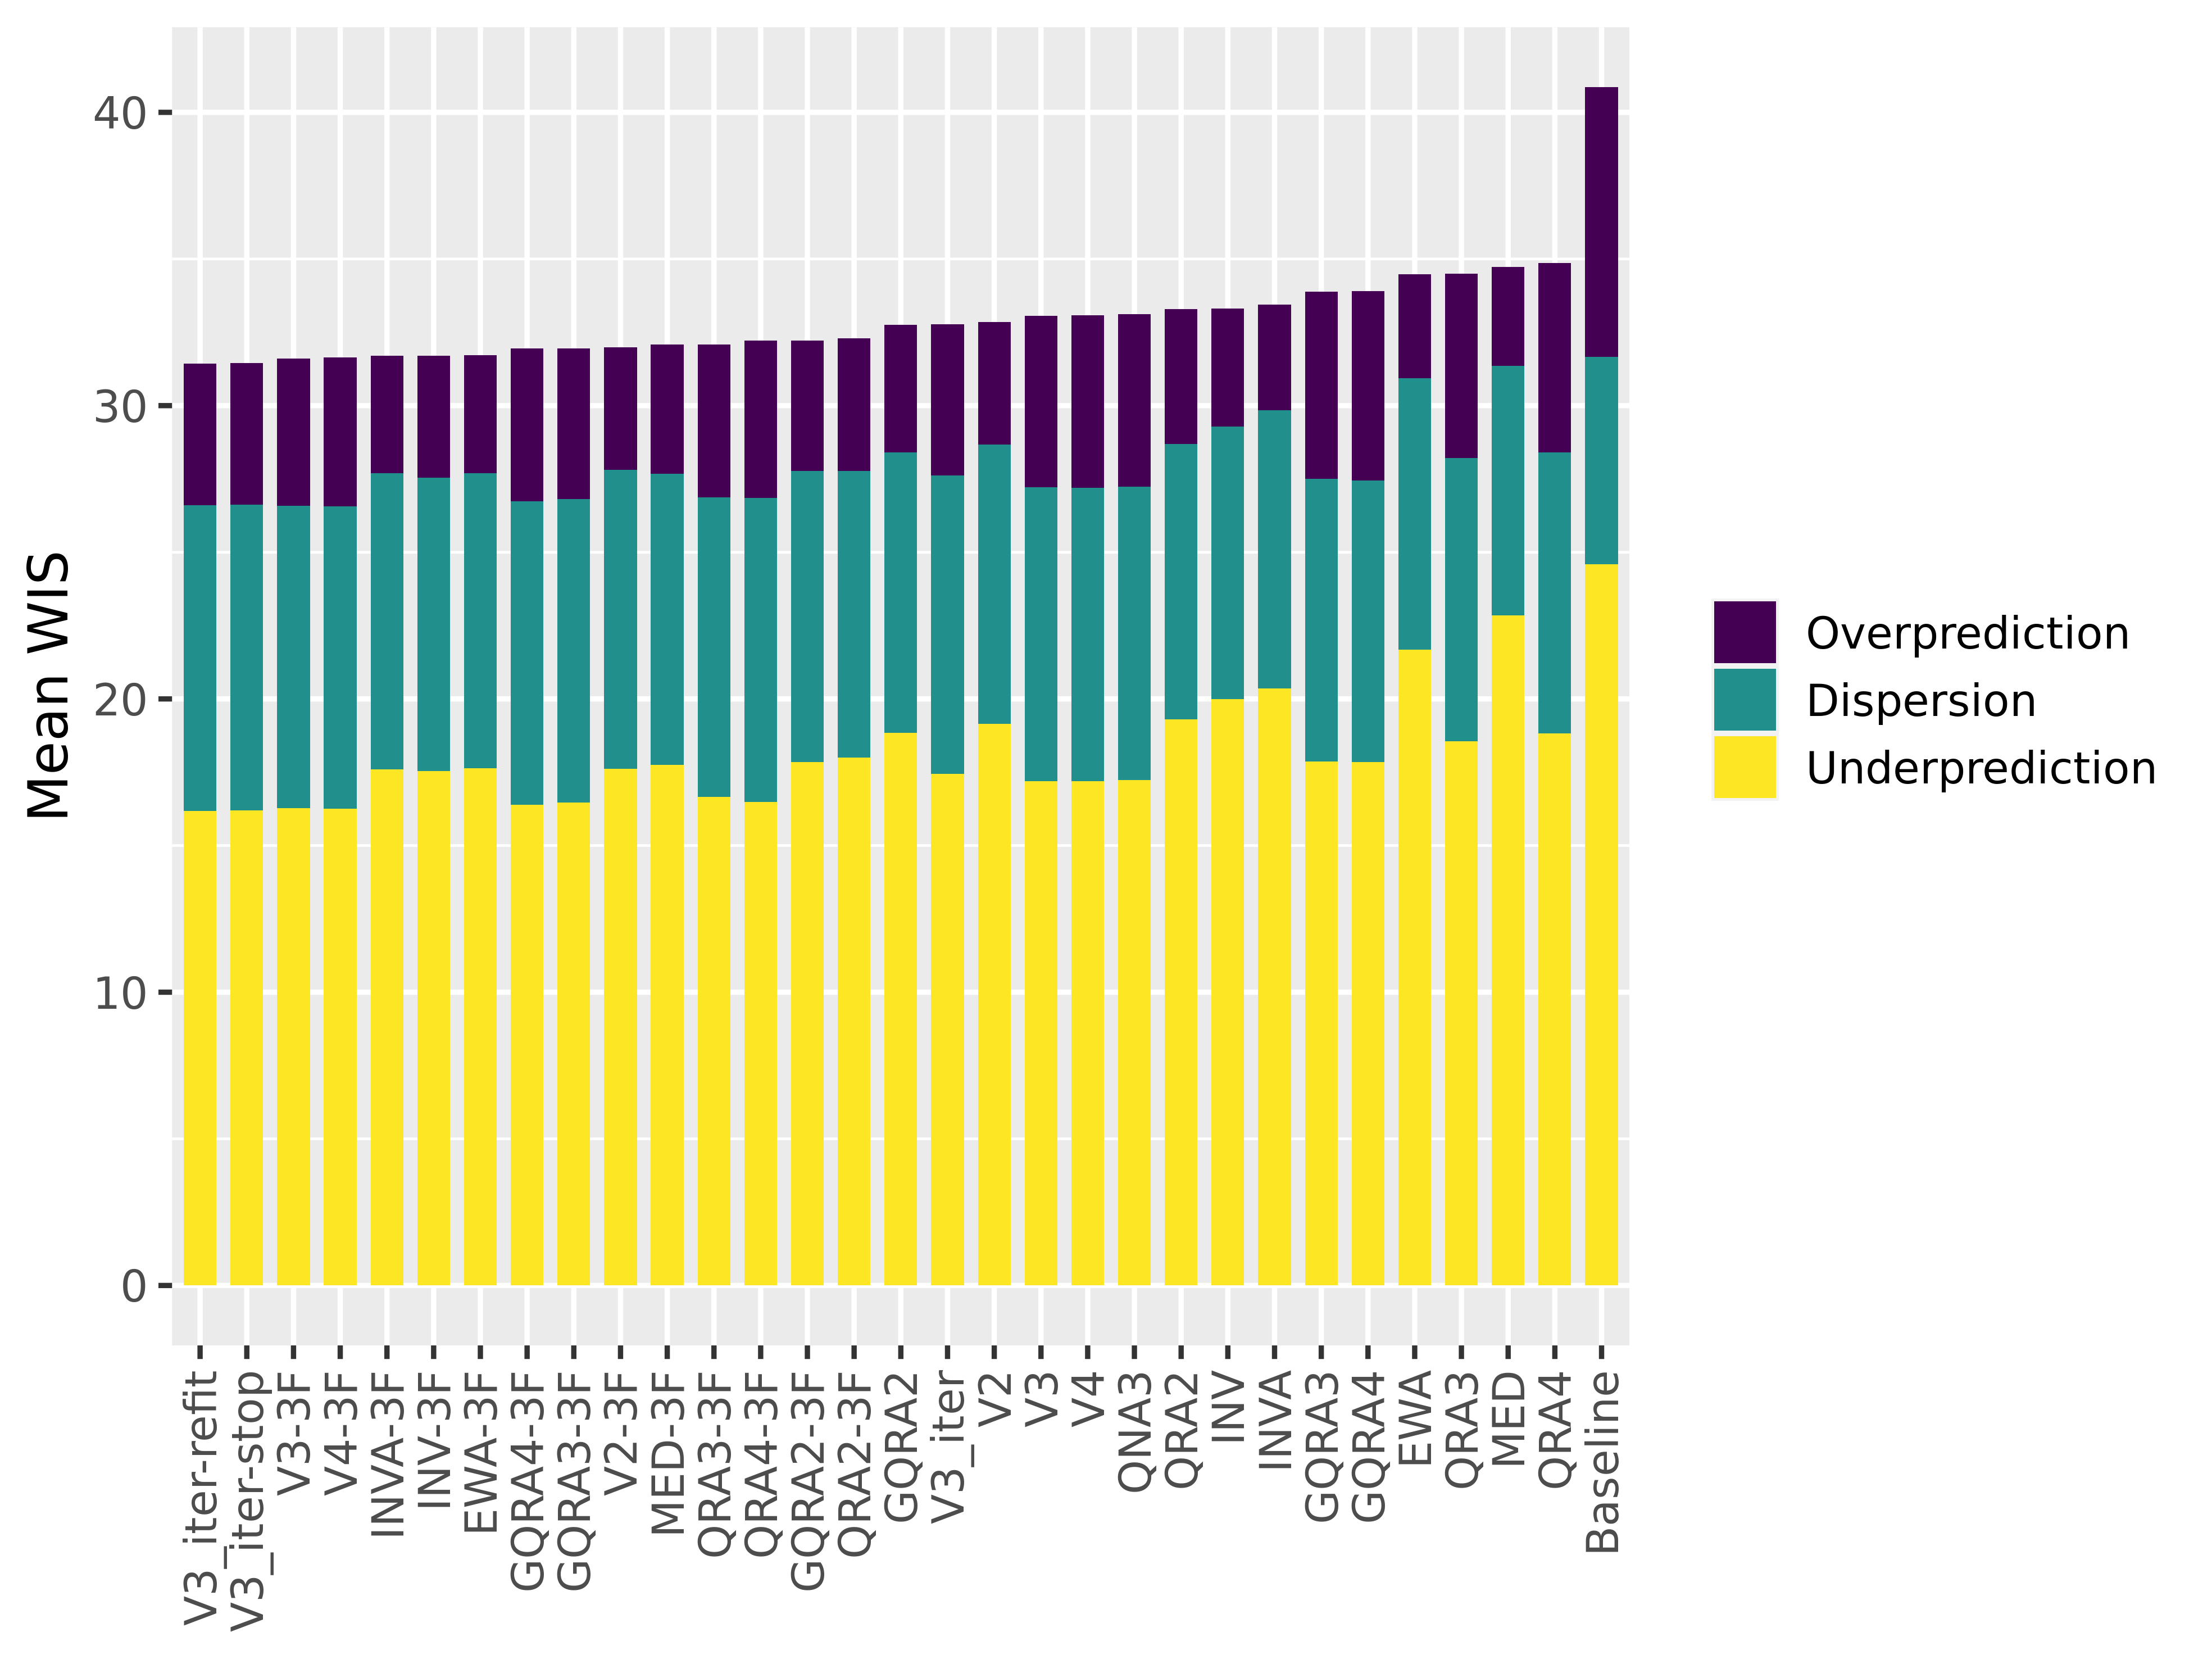 Mean WIS
40
30
20
10
0
V3_iter-refit
V3_iter-stop
V3-3F
V4-3F
INVA-3F
INV-3F
EWA-3F
GQRA4-3F
GQRA3-3F
V2-3F
MED-3F
QRA3-3F
QRA4-3F
GQRA2-3F
QRA2-3F
GQRA2
V3_iter
V2
V3
V4
QNA3
QRA2
INV
INVA
GQRA3
GQRA4
EWA
QRA3
MED
QRA4
Baseline
Overprediction
Dispersion
Underprediction